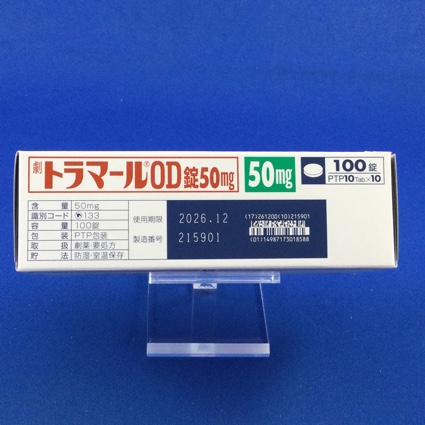 劇 トラマール®OD錠50mg 50mg 100錠
PTP10Tab.×10
含量 50mg
識別コード 133
容量 100錠
包装 PTP包装
取扱 劇薬・要処方
貯法 防湿・室温保存
使用期限 2026.12
製造番号 215901
(17)261200(10)215901
(01)14987173018588